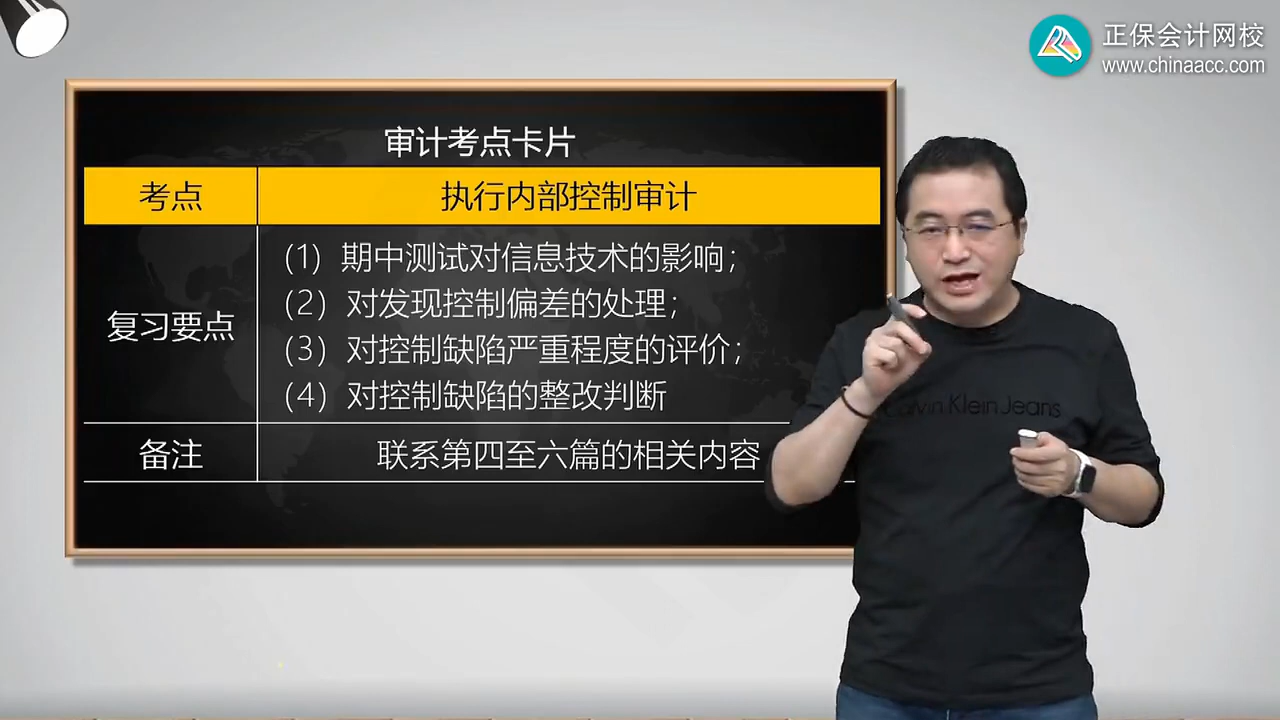 正保会计网校
www.chinaacc.com
审计考点卡片
考点
执行内部控制审计
复习要点
(1) 期中测试对信息技术的影响；
(2) 对发现控制偏差的处理；
(3) 对控制缺陷严重程度的评价；
(4) 对控制缺陷的整改判断
备注
联系第四至六篇的相关内容
Calvin Klein Jeans